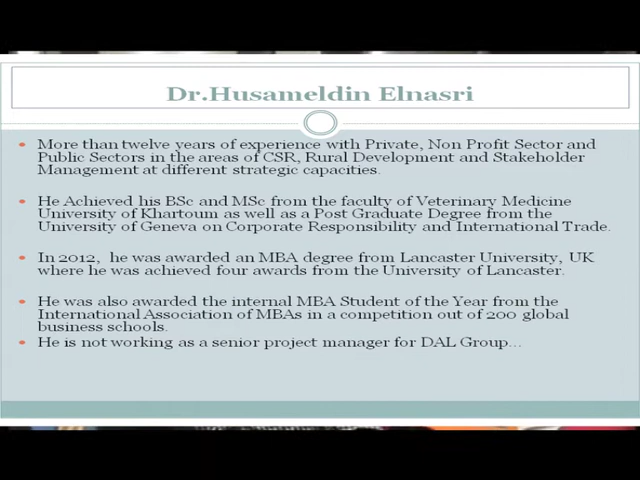 Dr.Husameldin Elnasri
More than twelve years of experience with Private, Non Profit Sector and
Public Sectors in the areas of CSR, Rural Development and Stakeholder
Management at different strategic capacities.
He Achieved his BSc and MSc from the faculty of Veterinary Medicine
University of Khartoum as well as a Post Graduate Degree from the
University of Geneva on Corporate Responsibility and International Trade.
In 2012, he was awarded an MBA degree from Lancaster University, UK
where he was achieved four awards from the University of Lancaster.
He was also awarded the internal MBA Student of the Year from the
International Association of MBAs in a competition out of 200 global
business schools.
He is not working as a senior project manager for DAL Group...